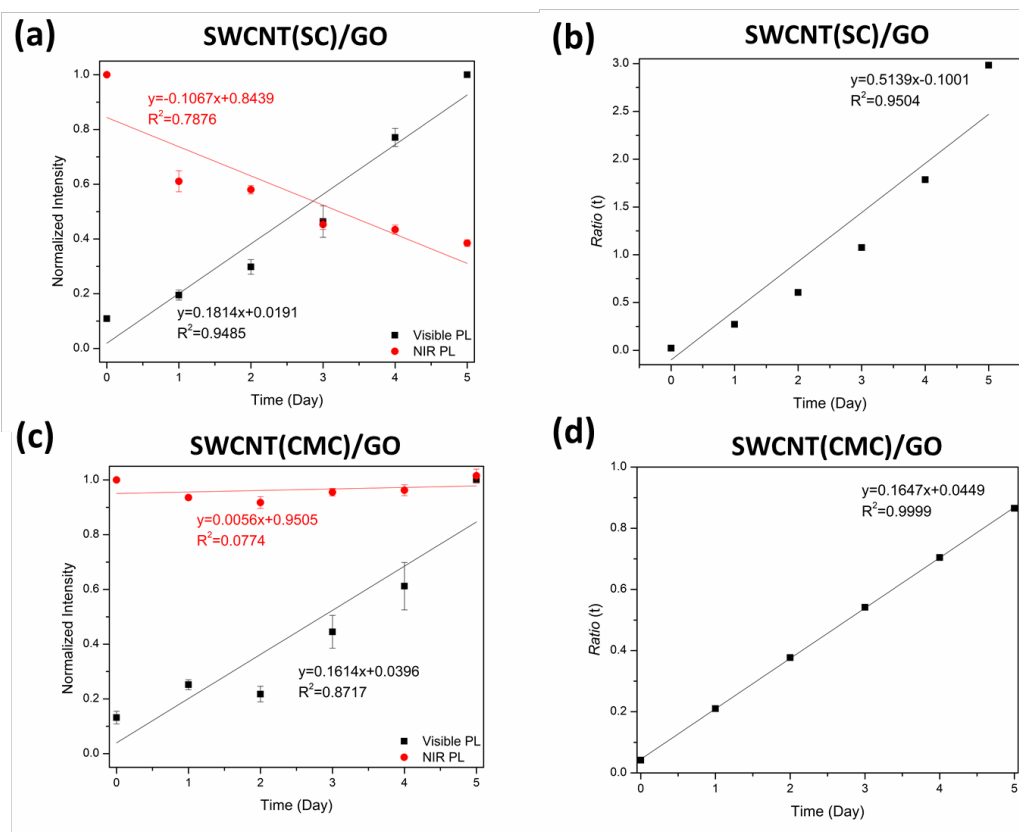 (a)
SWCNT(SC)/GO
Normalized Intensity
1.0
0.8
0.6
0.4
0.2
0.0
y=-0.1067x+0.8439
R²=0.7876
y=0.1814x+0.0191
R²=0.9485
Visible PL
NIR PL
0 1 2 3 4 5
Time (Day)
(b)
SWCNT(SC)/GO
Ratio (t)
3.0
2.5
2.0
1.5
1.0
0.5
0.0
y=0.5139x-0.1001
R²=0.9504
0 1 2 3 4 5
Time (Day)
(c)
SWCNT(CMC)/GO
Normalized Intensity
1.0
0.8
0.6
0.4
0.2
0.0
y=0.0056x+0.9505
R²=0.0774
y=0.1614x+0.0396
R²=0.8717
Visible PL
NIR PL
0 1 2 3 4 5
Time (Day)
(d)
SWCNT(CMC)/GO
Ratio (t)
1.0
0.8
0.6
0.4
0.2
0.0
y=0.1647x+0.0449
R²=0.9999
0 1 2 3 4 5
Time (Day)